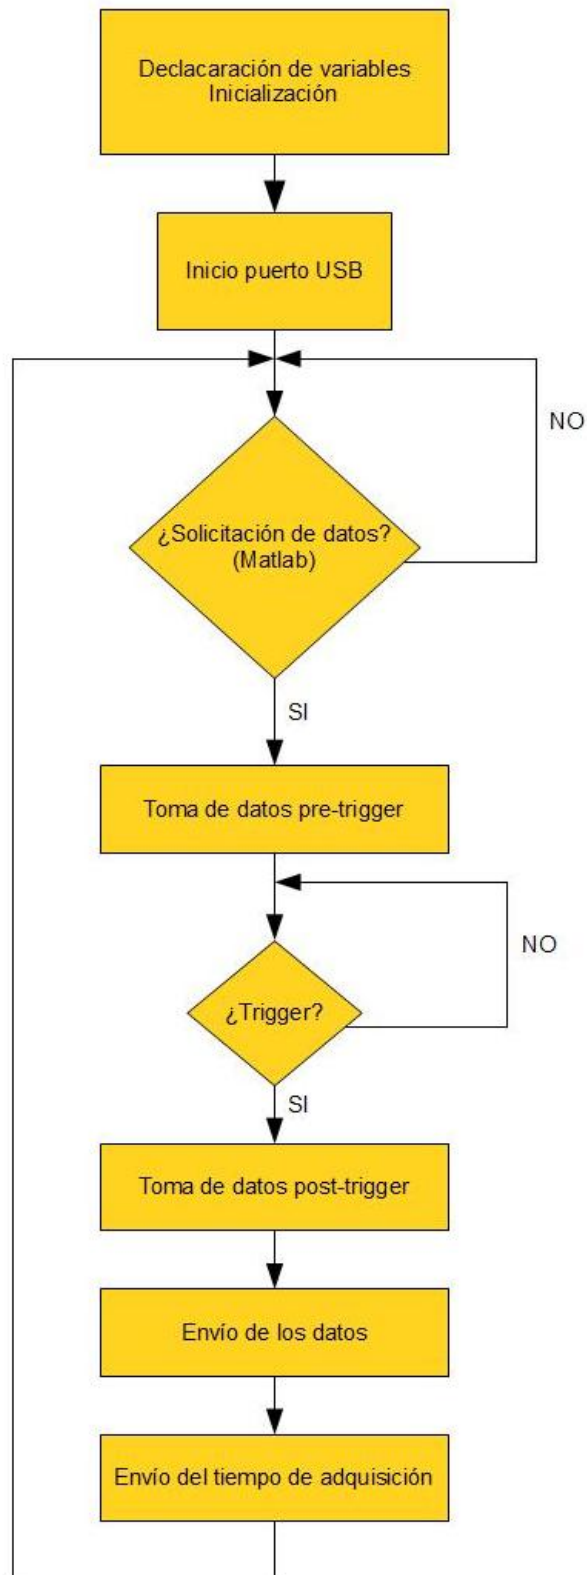 Declacaración de variables
Inicialización
Inicio puerto USB
NO
¿Solicitación de datos?
(Matlab)
SI
Toma de datos pre-trigger
NO
¿Trigger?
SI
Toma de datos post-trigger
Envío de los datos
Envío del tiempo de adquisición